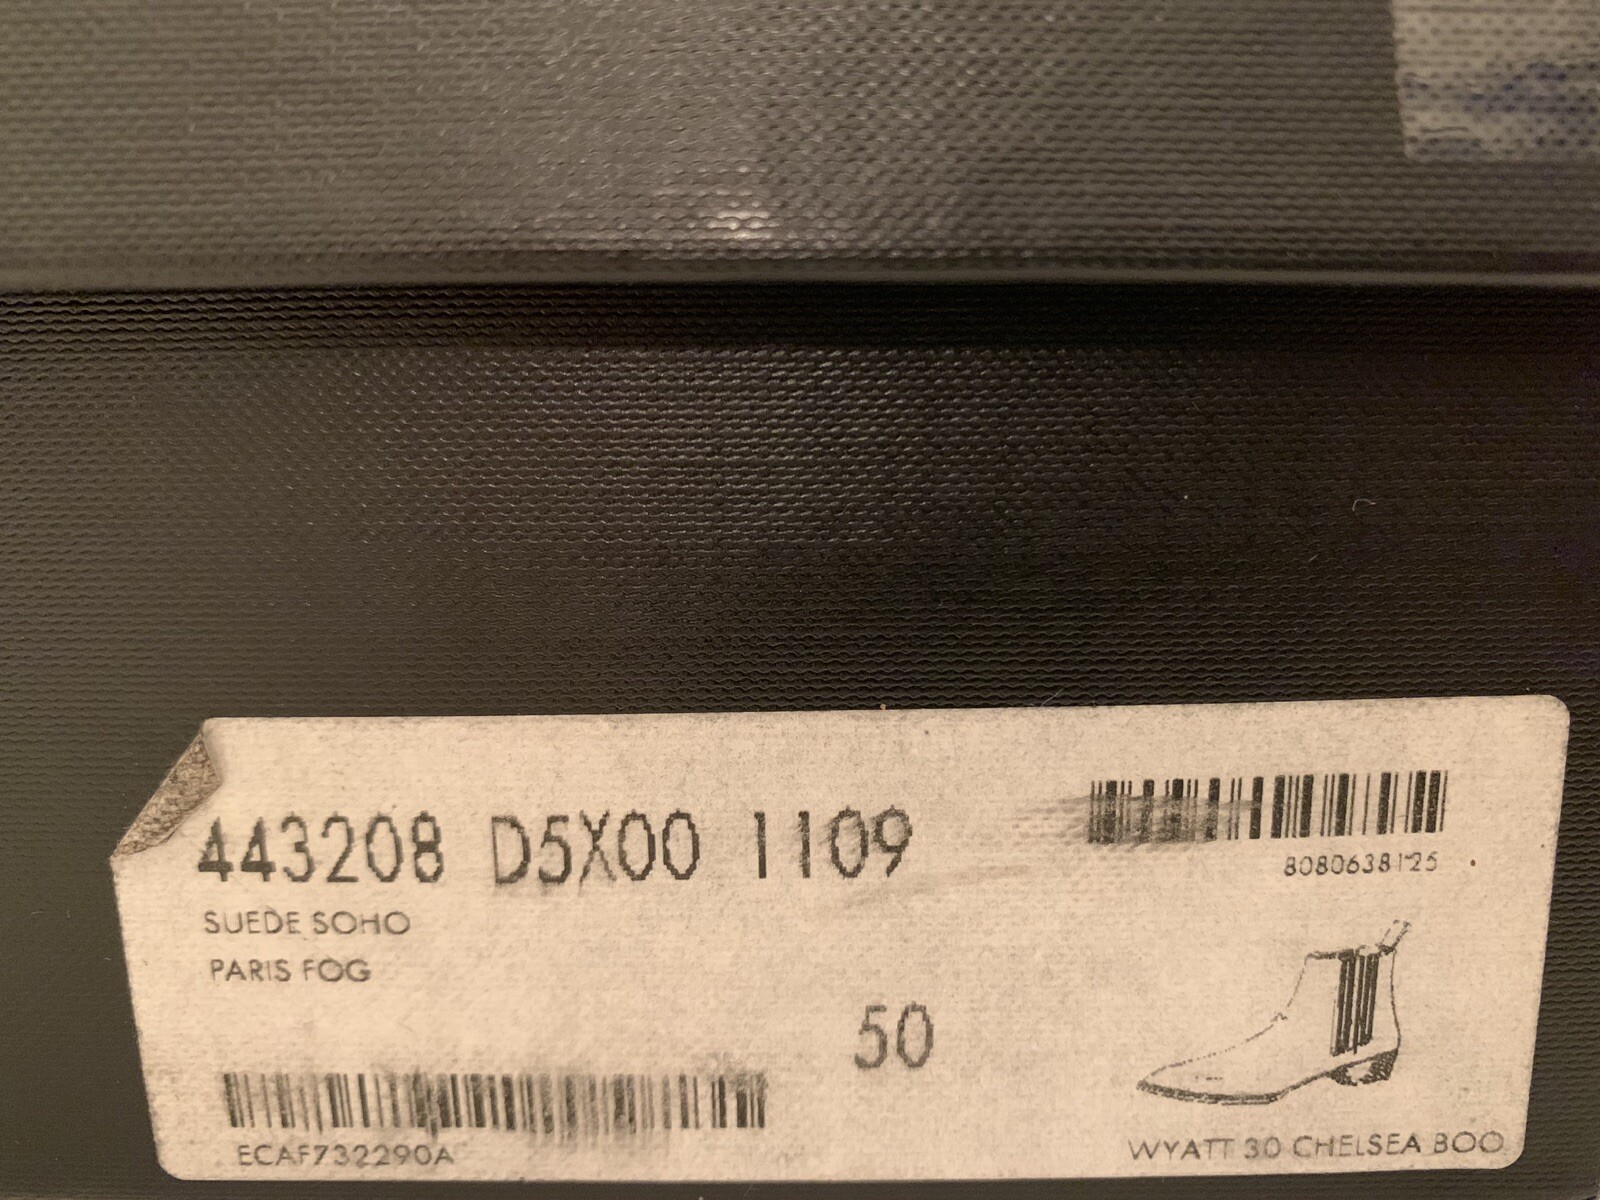 443208 D5X00 1109
8080638125
SUEDE SOHO
PARIS FOG
50
ECAF732290A
WYATT 30 CHELSEA BOO